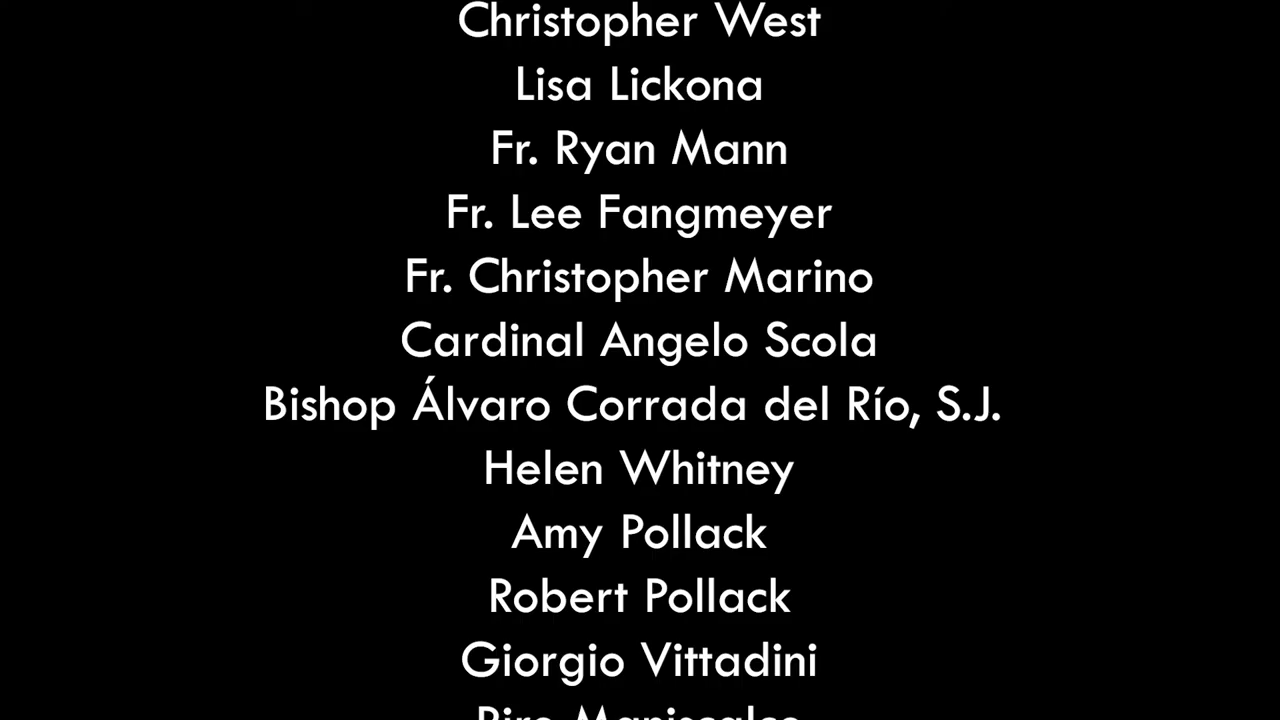 Christopher West
Lisa Lickona
Fr. Ryan Mann
Fr. Lee Fangmeyer
Fr. Christopher Marino
Cardinal Angelo Scola
Bishop Álvaro Corrada del Río, S.J.
Helen Whitney
Amy Pollack
Robert Pollack
Giorgio Vittadini